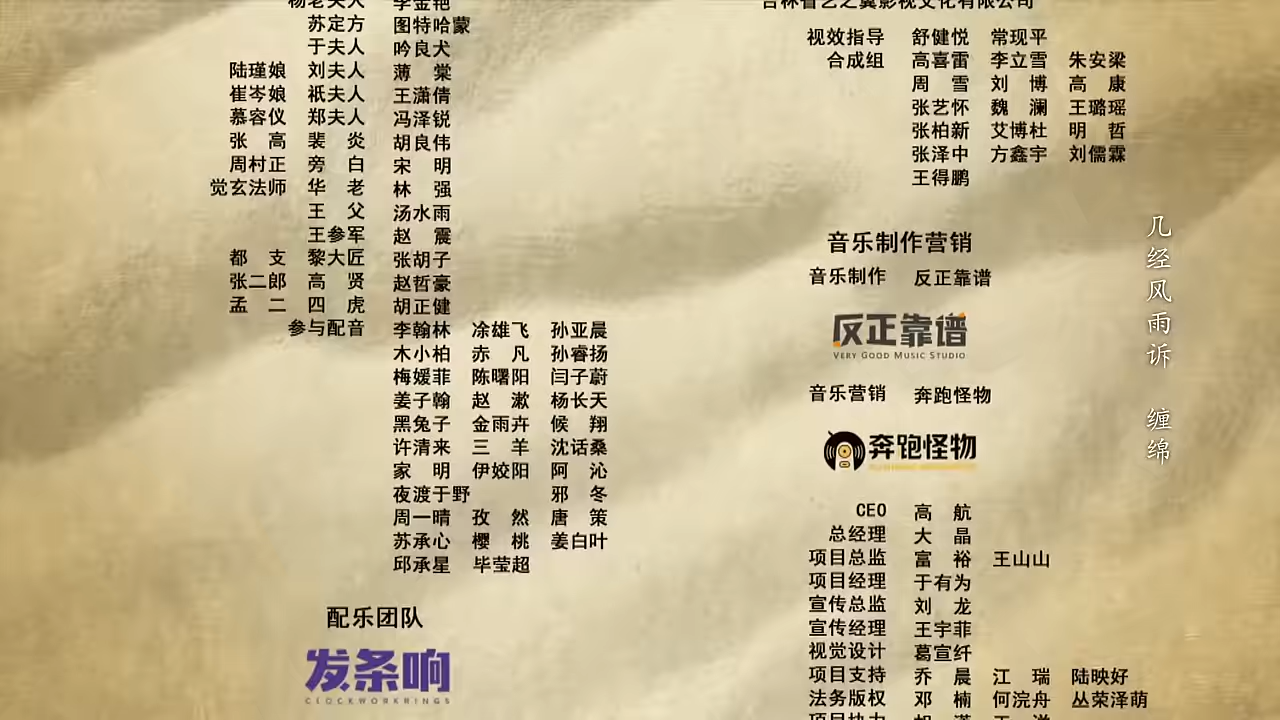 苏定方 图特哈蒙
于夫人 吟良犬
陆瑾娘 刘夫人 薄 棠
崔岑娘 祇夫人 王潇倩
慕容仪 郑夫人 冯泽锐
张 高 裴 炎 胡良伟
周村正 旁 白 宋 明
觉玄法师 华 老 林 强
王 父 汤水雨
王参军 赵 震
都 支 黎大匠 张胡子
张二郎 高 贤 赵哲豪
孟 二 四 虎 胡正健
参与配音 李翰林 凃雄飞 孙亚晨
木小柏 赤 凡 孙睿扬
梅媛菲 陈曙阳 闫子蔚
姜子翰 赵 漱 杨长天
黑兔子 金雨卉 候 翔
许清来 三 羊 沈话桑
家 明 伊姣阳 阿 沁
夜渡于野 邪 冬
周一晴 孜 然 唐 策
苏承心 樱 桃 姜白叶
邱承星 毕莹超
配乐团队
发条响
CLOCKWORKRINGS
吉林省艺之翼影视文化有限公司
视效指导 舒健悦 常现平
合成组 高喜雷 李立雪 朱安梁
周 雪 刘 博 高 康
张艺怀 魏 澜 王璐瑶
张柏新 艾博杜 明 哲
张泽中 方鑫宇 刘儒霖
王得鹏
音乐制作营销
音乐制作 反正靠谱
反正靠谱
VERY GOOD MUSIC STUDIO
音乐营销 奔跑怪物
奔跑怪物
CEO 高 航
总经理 大 晶
项目总监 富 裕 王山山
项目经理 于有为
宣传总监 刘 龙
宣传经理 王宇菲
视觉设计 葛宣纤
项目支持 乔 晨 江 瑞 陆映好
法务版权 邓 楠 何浣舟 丛荣泽萌
几经风雨诉 缠绵